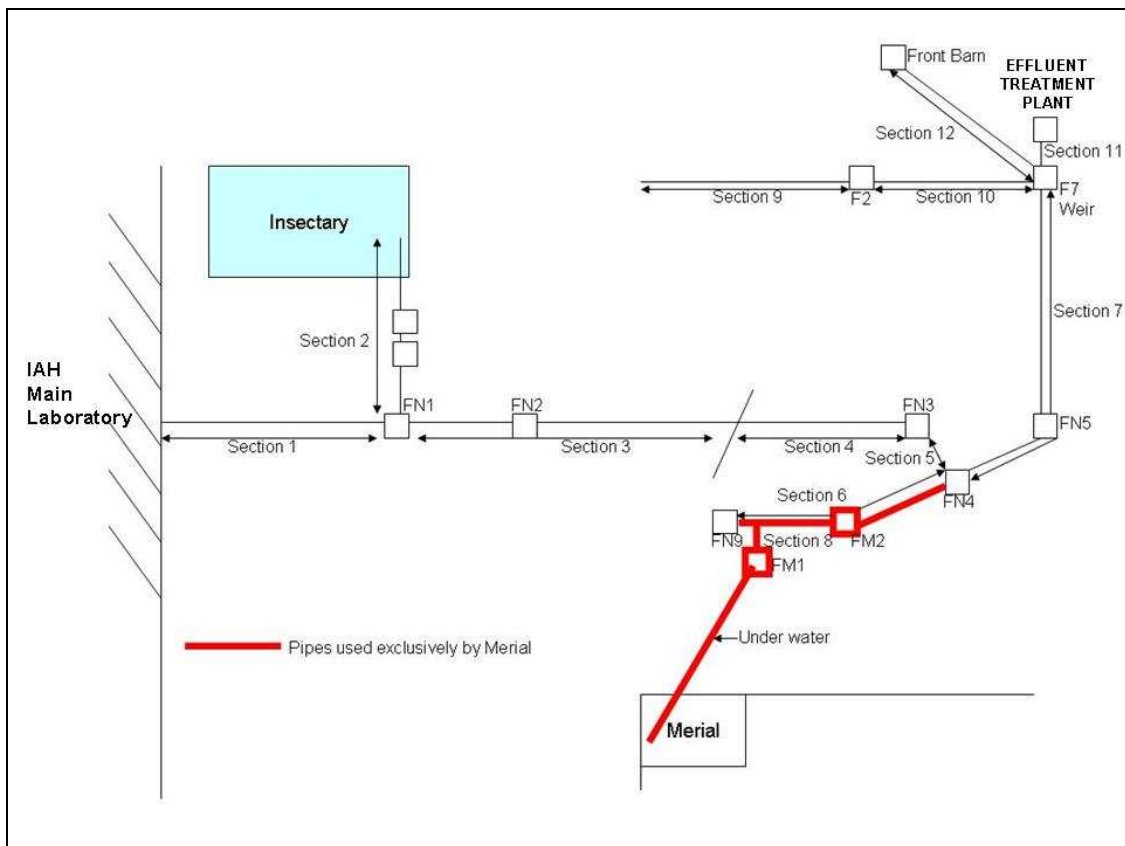 Front Barn
EFFLUENT
TREATMENT
PLANT
Section 12
Section 11
Section 9
F2
Section 10
F7
Weir
Insectary
Section 2
Section 7
IAH
Main
Laboratory
FN1
FN2
FN3
FN5
Section 1
Section 3
Section 4
Section 5
Section 6
FN4
FN9
Section 8
FM2
FM1
Pipes used exclusively by Merial
Under water
Merial